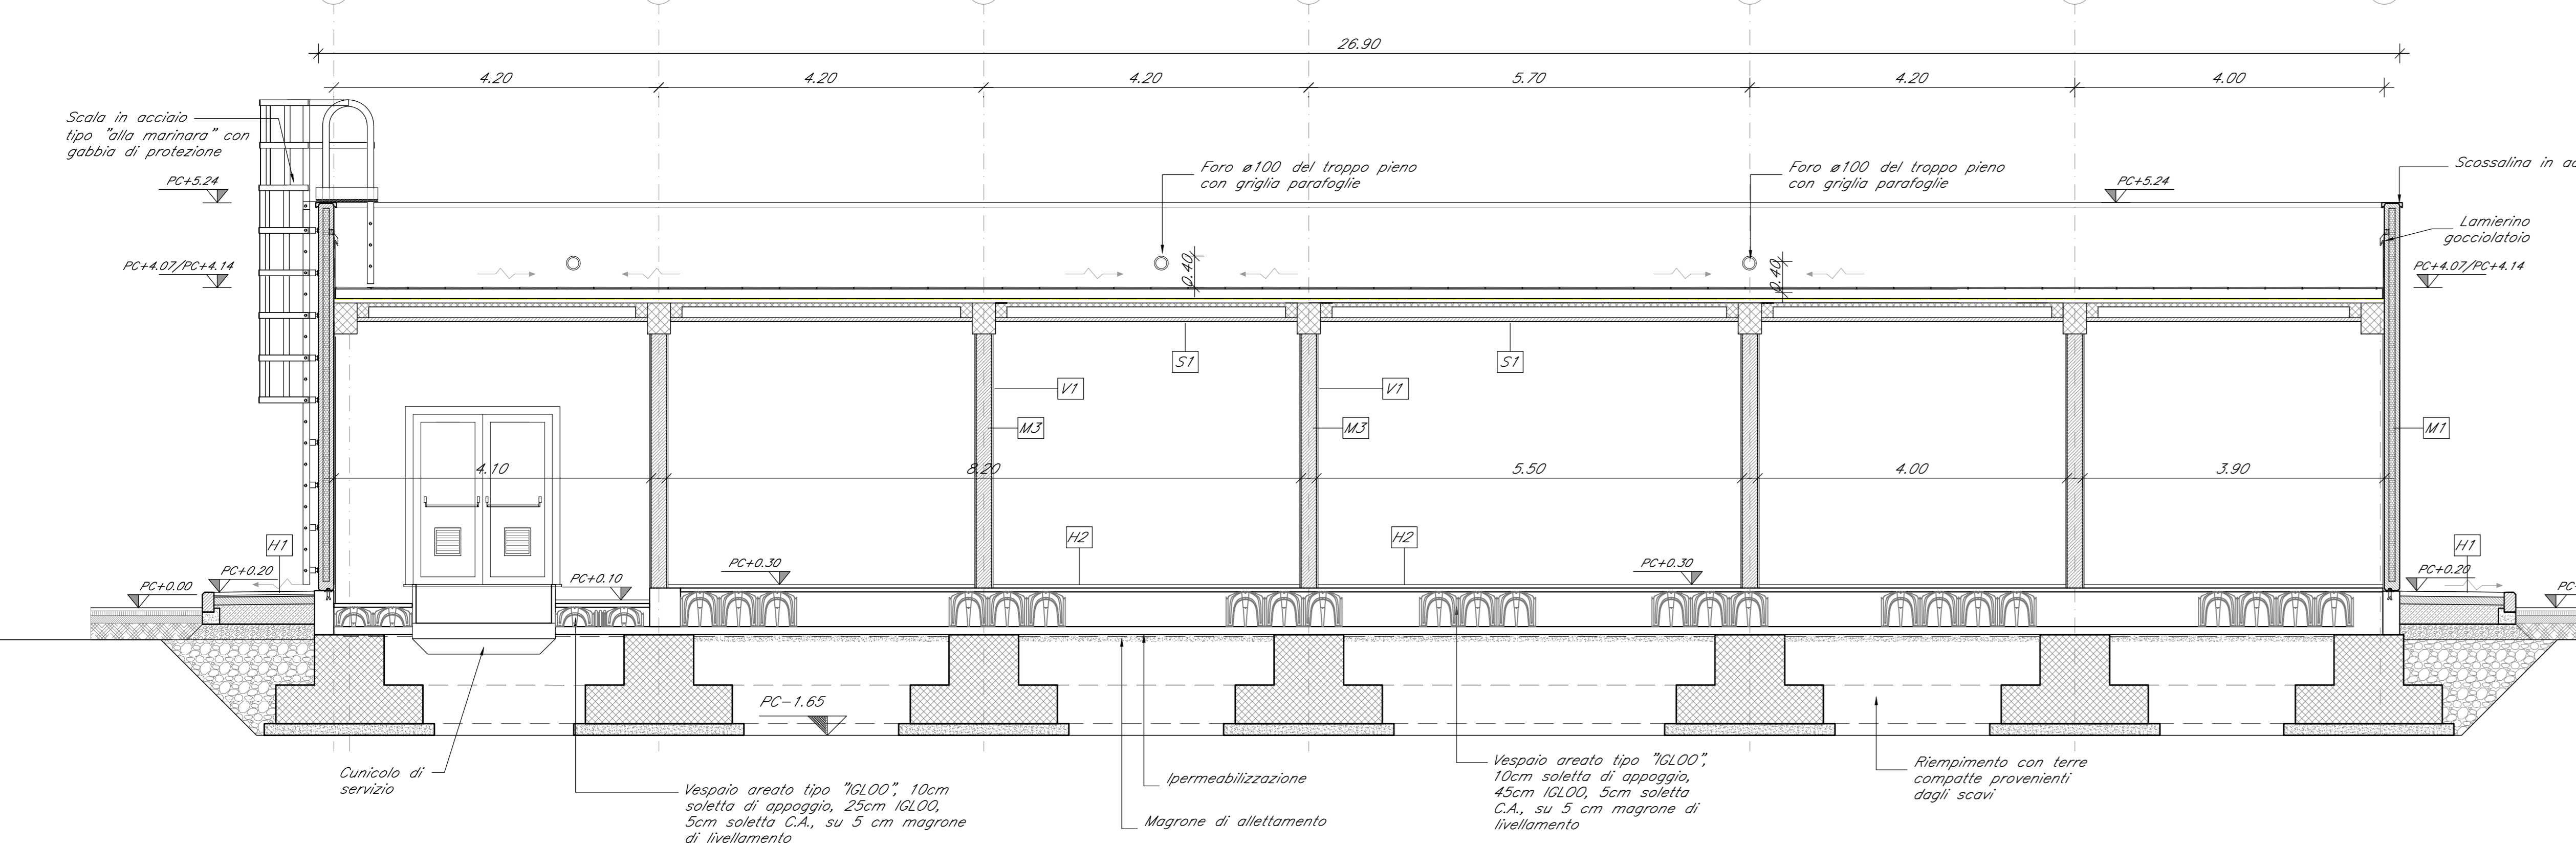 26.90
4.20
4.20
4.20
5.70
4.20
4.00
Scala in acciaio
tipo "alla marinara" con
gabbia di protezione
PC+5.24
PC+4.07/PC+4.14
Foro ø100 del troppo pieno
con griglia parafoglie
0.40
Foro ø100 del troppo pieno
con griglia parafoglie
0.40
PC+5.24
Scossalina in
Lamierino
gocciolatoio
PC+4.07/PC+4.14
S1
S1
V1
V1
M3
M3
M1
4.10
8.20
5.50
4.00
3.90
H1
H2
H2
H1
PC+0.00
PC+0.20
PC+0.10
PC+0.30
PC+0.30
PC+0.20
PC-1.65
Cunicolo di
servizio
Vespaio areato tipo "IGLOO", 10cm
soletta di appoggio, 25cm IGLOO,
5cm soletta C.A., su 5 cm magrone
di livellamento
Ipermeabilizzazione
Magrone di allettamento
Vespaio areato tipo "IGLOO",
10cm soletta di appoggio,
45cm IGLOO, 5cm soletta
C.A., su 5 cm magrone di
livellamento
Riempimento con terre
compatte provenienti
dagli scavi